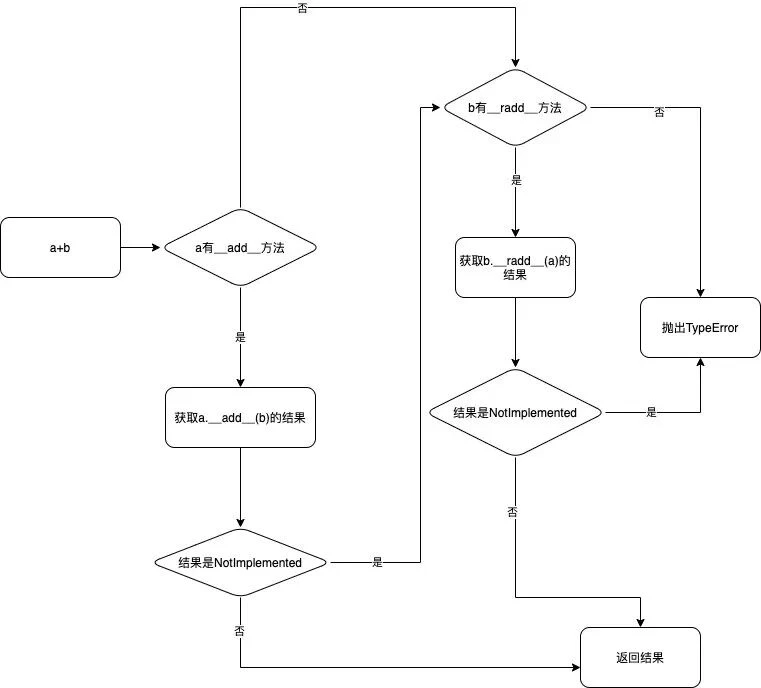 否
b有__radd__方法
否
是
a+b
a有__add__方法
获取b.__radd__(a)的
结果
抛出TypeError
是
获取a.__add__(b)的结果
结果是NotImplemented
是
否
结果是NotImplemented
是
否
返回结果